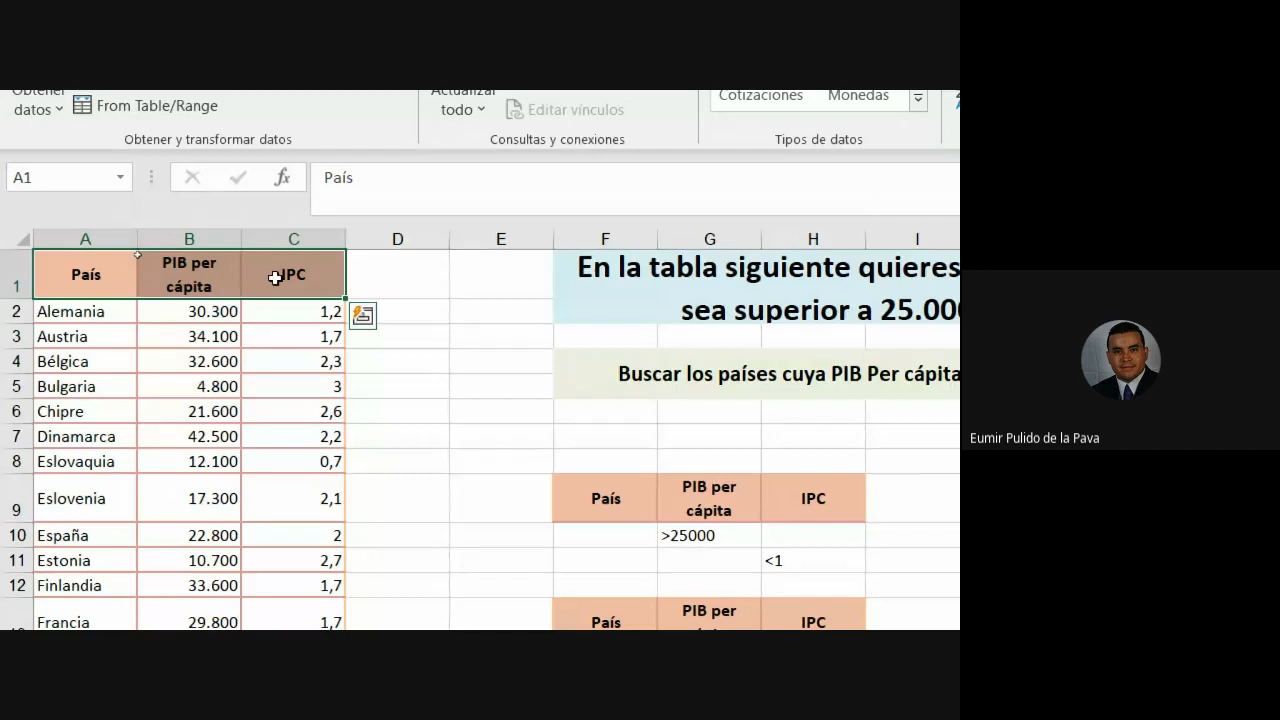 datos
From Table/Range
todo
Editar vínculos
Cotizaciones Monedas
Obtener y transformar datos
Consultas y conexiones
Tipos de datos
A1
fx
País
A B C D E F G H I
1 País PIB per cápita IPC
En la tabla siguiente quieres
sea superior a 25.000
2 Alemania 30.300 1,2
3 Austria 34.100 1,7
4 Bélgica 32.600 2,3
Buscar los países cuya PIB Per cápita
5 Bulgaria 4.800 3
6 Chipre 21.600 2,6
7 Dinamarca 42.500 2,2
8 Eslovaquia 12.100 0,7
9 Eslovenia 17.300 2,1 País PIB per cápita IPC
10 España 22.800 2 >25000
11 Estonia 10.700 2,7 <1
12 Finlandia 33.600 1,7
Francia 29.800 1,7 País PIB per IPC
Eumir Pulido de la Pava